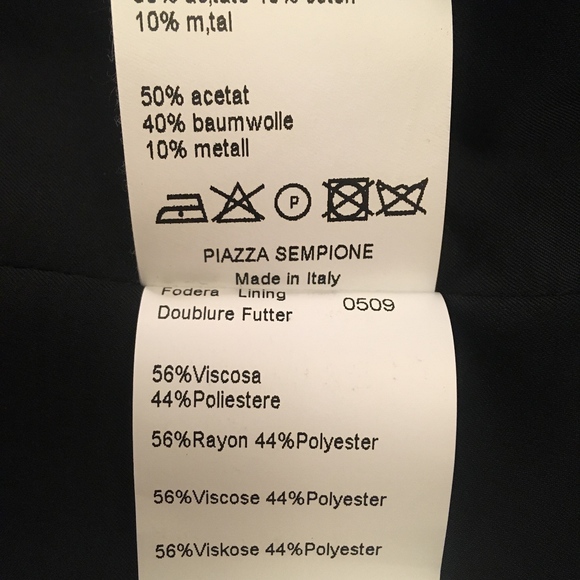 10% m,tal
50% acetat
40% baumwolle
10% metall
P
PIAZZA SEMPIONE
Made in Italy
Fodera Lining
Doublure Futter 0509
56%Viscosa
44%Poliestere
56%Rayon 44%Polyester
56%Viscose 44%Polyester
56%Viskose 44%Polyester